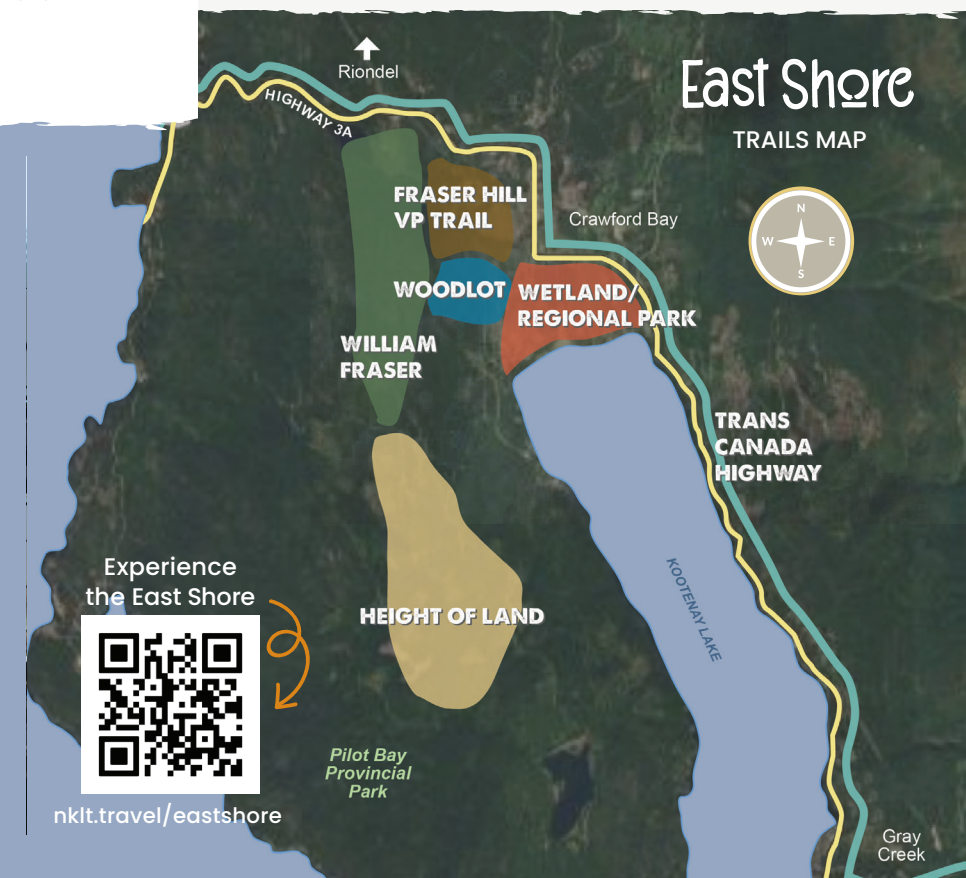 Riondel
HIGHWAY 3A
East Shore
TRAILS MAP
FRASER HILL
VP TRAIL
Crawford Bay
N
W
E
S
WOODLOT
WETLAND/
REGIONAL PARK
WILLIAM
FRASER
TRANS
CANADA
HIGHWAY
KOOTENAY LAKE
Experience
the East Shore
HEIGHT OF LAND
Pilot Bay
Provincial
Park
nklt.travel/eastshore
Gray
Creek